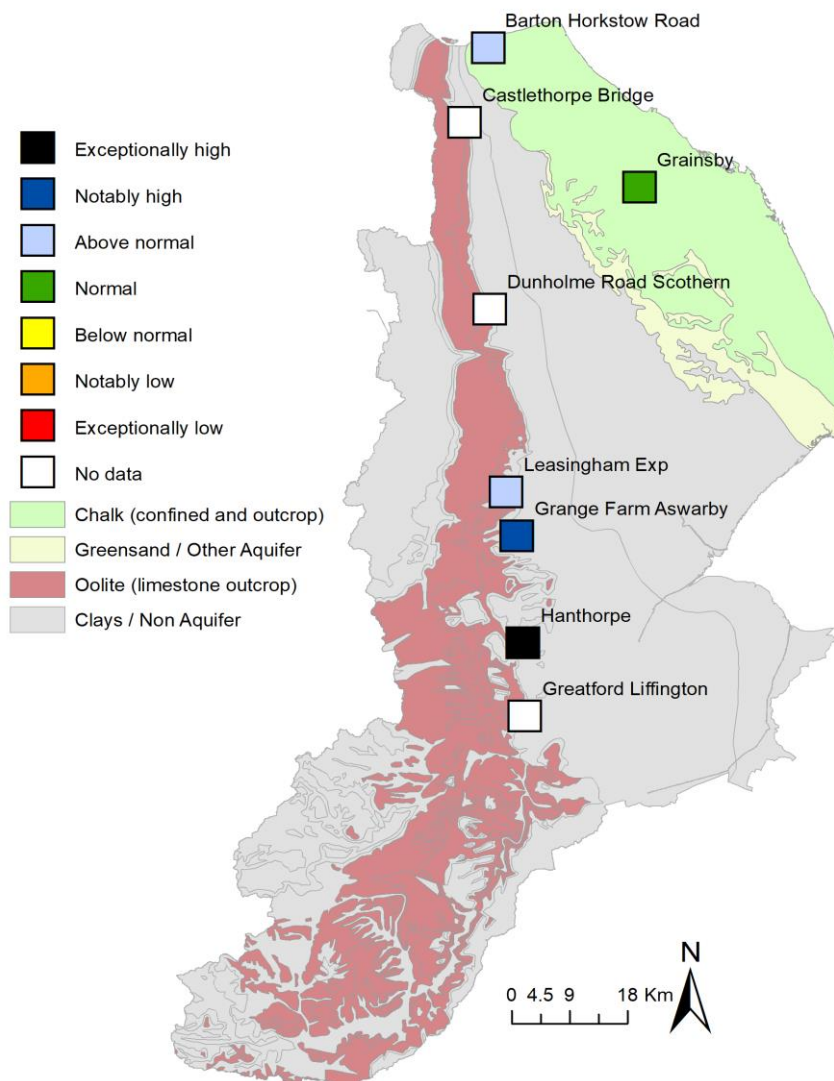 Barton Horkstow Road
Castlethorpe Bridge
Exceptionally high
Grainsby
Notably high
Above normal
Normal
Dunholme Road Scothern
Below normal
Notably low
Exceptionally low
No data
Leasingham Exp
Chalk (confined and outcrop)
Grange Farm Aswarby
Greensand / Other Aquifer
Oolite (limestone outcrop)
Clays / Non Aquifer
Hanthorpe
Greatford Liffington
N
0 4.5 9 18 Km